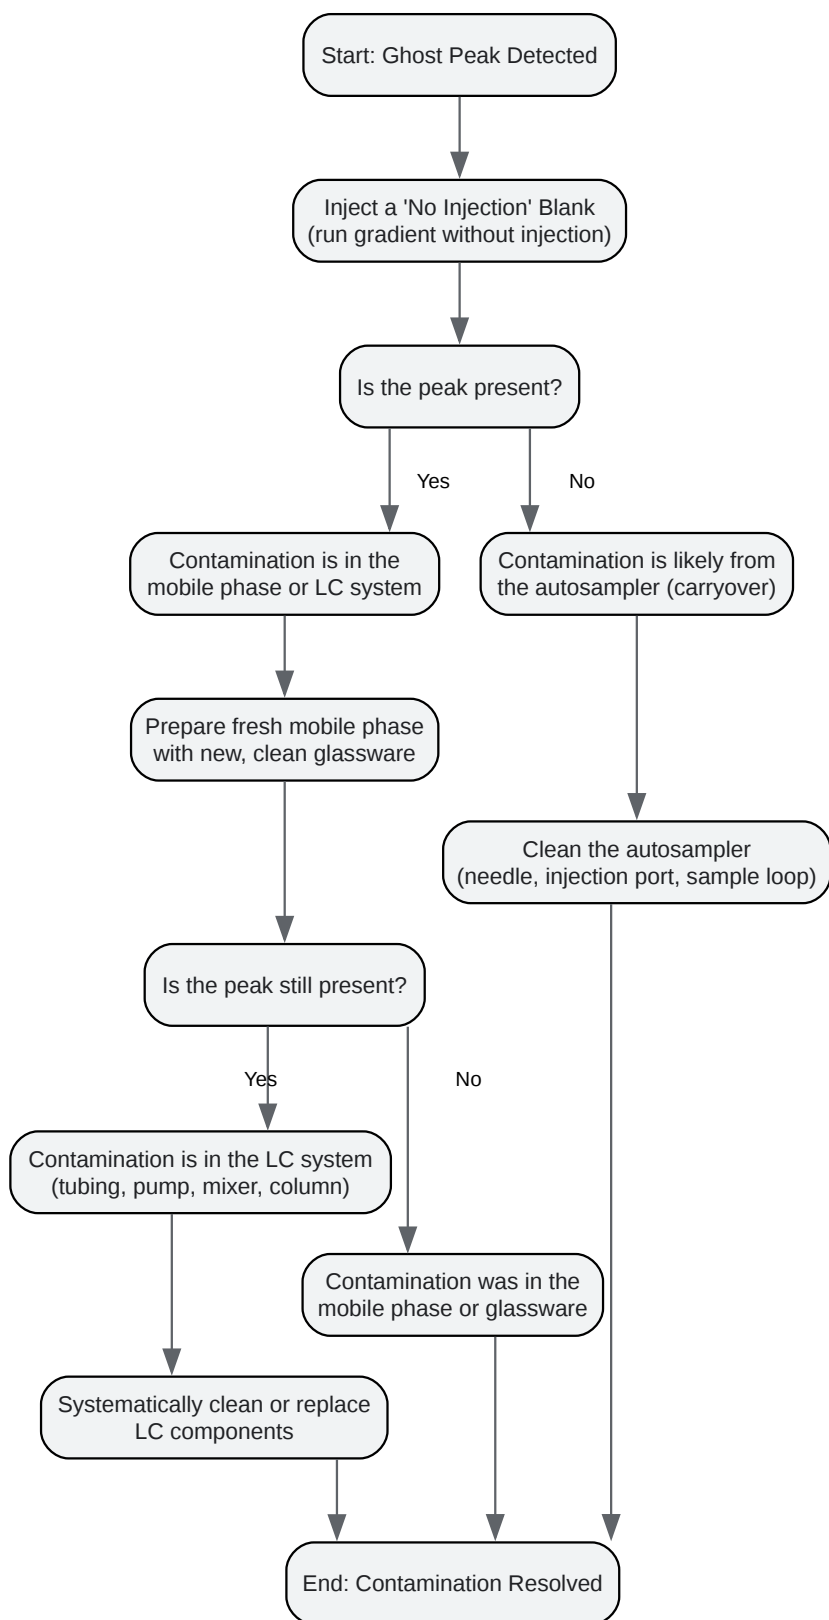 Start: Ghost Peak Detected
Inject a 'No Injection' Blank
(run gradient without injection)
Is the peak present?
Yes
No
Contamination is in the
mobile phase or LC system
Contamination is likely from
the autosampler (carryover)
Prepare fresh mobile phase
with new, clean glassware
Clean the autosampler
(needle, injection port, sample loop)
Is the peak still present?
Yes
No
Contamination is in the LC system
(tubing, pump, mixer, column)
Contamination was in the
mobile phase or glassware
Systematically clean or replace
LC components
End: Contamination Resolved